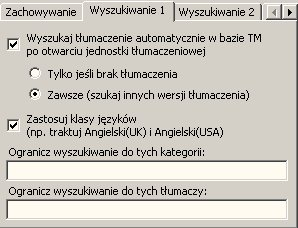 Zachowywanie Wyszukiwanie 1 Wyszukiwanie 2
Wyszukaj tłumaczenie automatycznie w bazie TM
po otwarciu jednostki tłumaczeniowej
Tylko jeśli brak tłumaczenia
Zawsze (szukaj innych wersji tłumaczenia)
Zastosuj klasy języków
(np. traktuj Angielski(UK) i Angielski(USA)
Ogranicz wyszukiwanie do tych kategorii:
Ogranicz wyszukiwanie do tych tłumaczy: